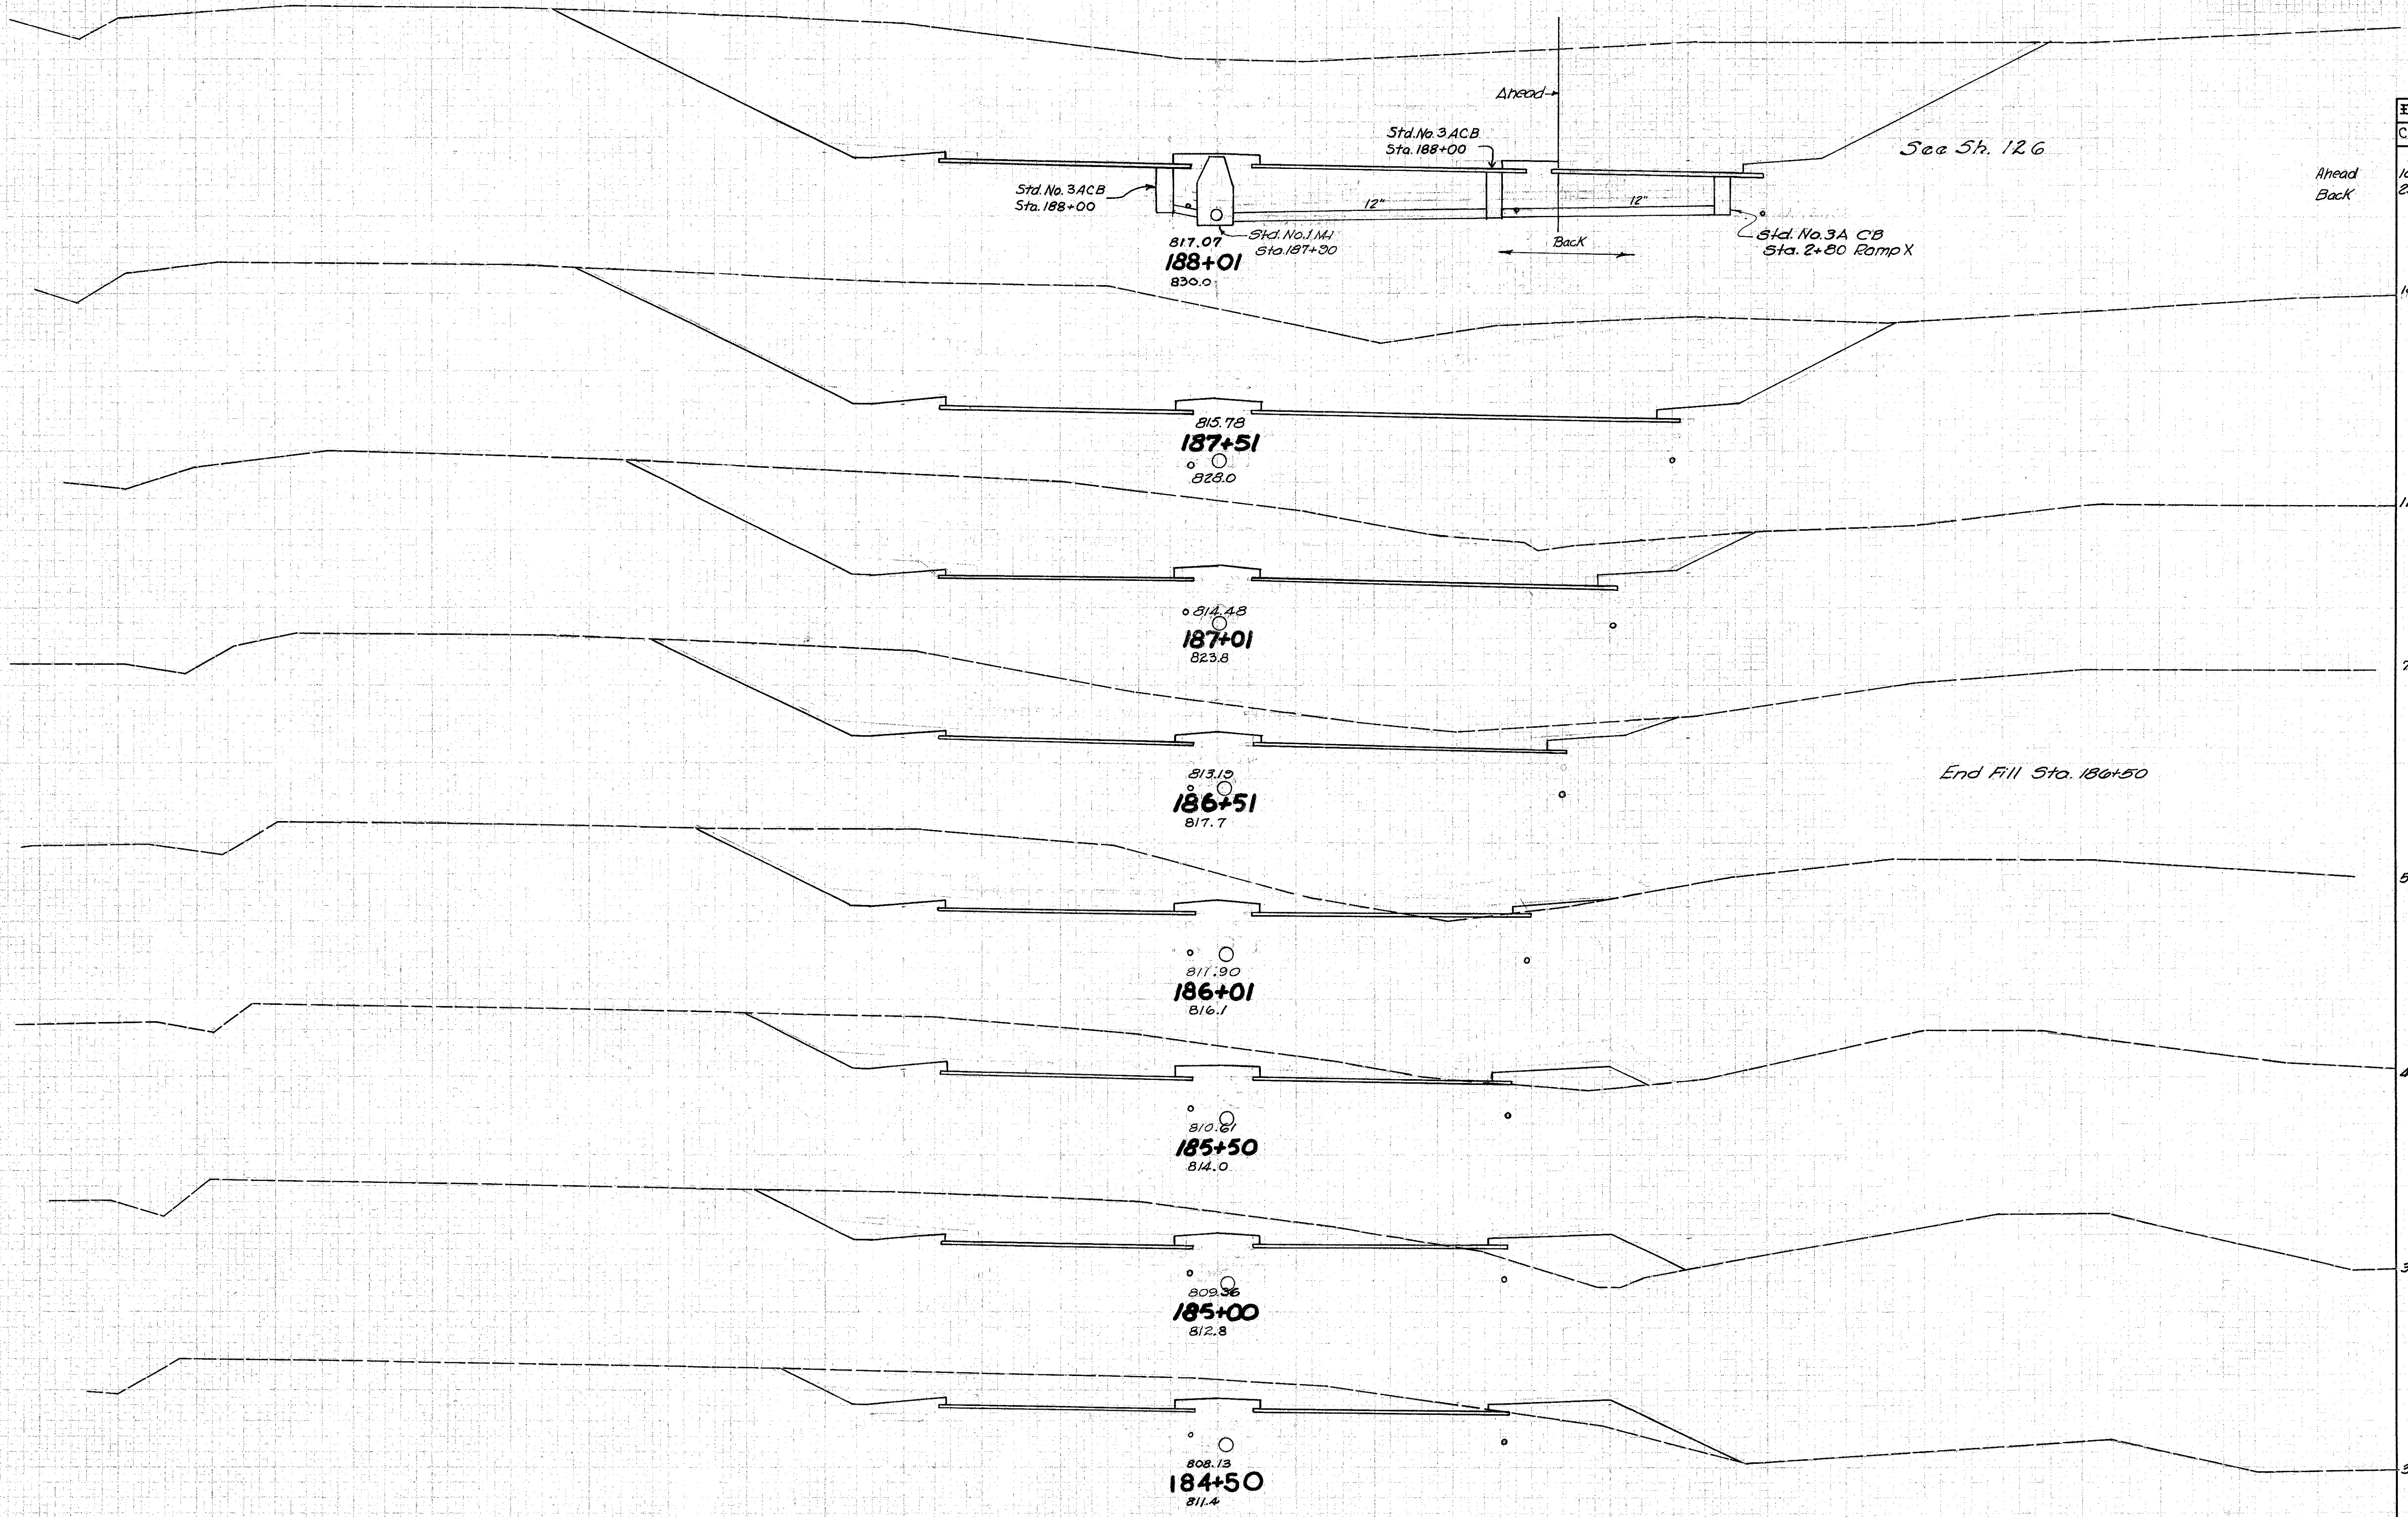 Ahead
Std. No. 3 ACB
Sta. 188+00
See Sh. 126
Ahead
Back
Std. No. 3 ACB
Sta. 188+00
12"
12"
817.07
188+01
830.0
Std. No. 1 MH
Sta. 187+90
Back
Std. No. 3A CB
Sta. 2+80 Ramp X
815.78
187+51
828.0
814.48
187+01
823.8
813.19
186+51
817.7
End Fill Sta. 186+50
811.90
186+01
816.1
810.61
185+50
814.0
809.36
185+00
812.8
808.13
184+50
811.4